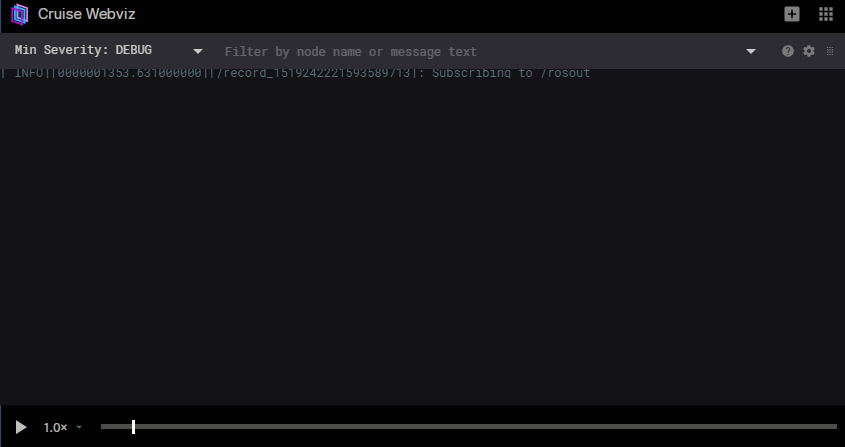 Cruise Webviz
Min Severity: DEBUG
Filter by node name or message text
| INFO||0000001353.631000000||/record_1519242221593589713|: Subscribing to /rosout
1.0×